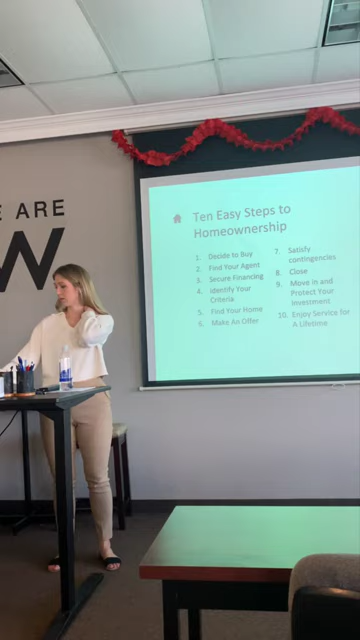 E ARE
W
Ten Easy Steps to
Homeownership
1. Decide to Buy
2. Find Your Agent
3. Secure Financing
4. Identify Your
Criteria
5. Find Your Home
6. Make An Offer
7. Satisfy
contingencies
8. Close
9. Move in and
Protect Your
Investment
10. Enjoy Service for
A Lifetime